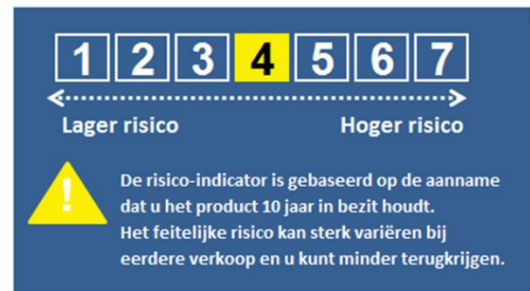 1 2 3 4 5 6 7
Lager risico Hoger risico
!
De risico-indicator is gebaseerd op de aanname
dat u het product 10 jaar in bezit houdt.
Het feitelijke risico kan sterk variëren bij
eerdere verkoop en u kunt minder terugkrijgen.